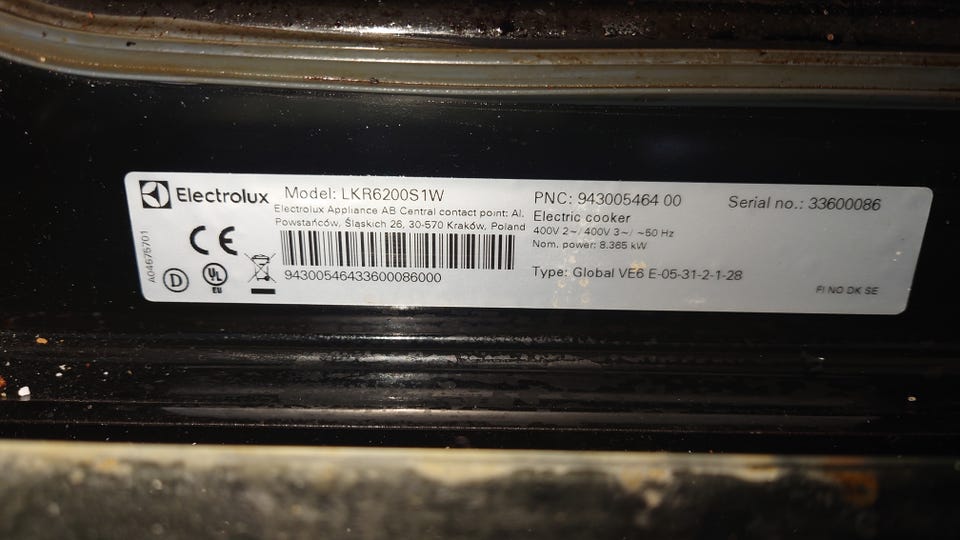 Electrolux
Model: LKR6200S1W
Electrolux Appliance AB Central contact point: Al.
Powstańców, Śląskich 26, 30-570 Kraków, Poland
94300546433600086000
PNC: 943005464 00
Serial no.: 33600086
Electric cooker
400V 2~/ 400V 3~/ ~50 Hz
Nom. power: 8.365 kW
Type: Global VE6 E-05-31-2-1-28
FI NO DK SE
A04675701
CE
D
UL
EU